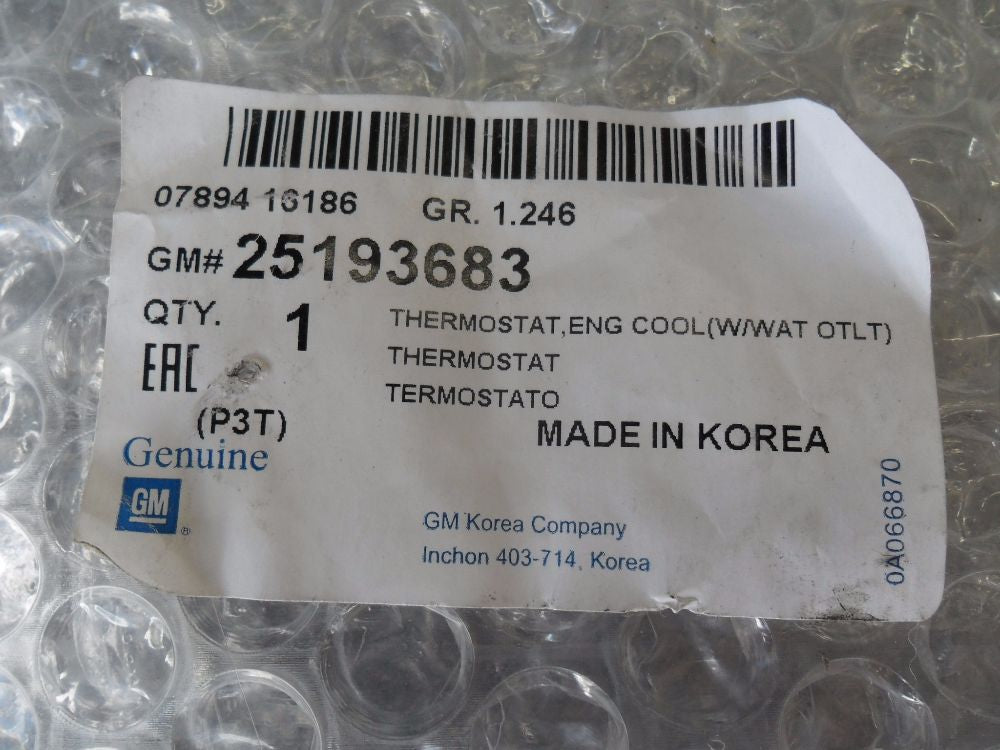 07894 16186 GR. 1.246
GM# 25193683
QTY. 1 THERMOSTAT,ENG COOL(W/WAT OTLT)
EAC THERMOSTAT
TERMOSTATO
(P3T) MADE IN KOREA
Genuine
GM ®
GM Korea Company
Inchon 403-714, Korea
0A066870